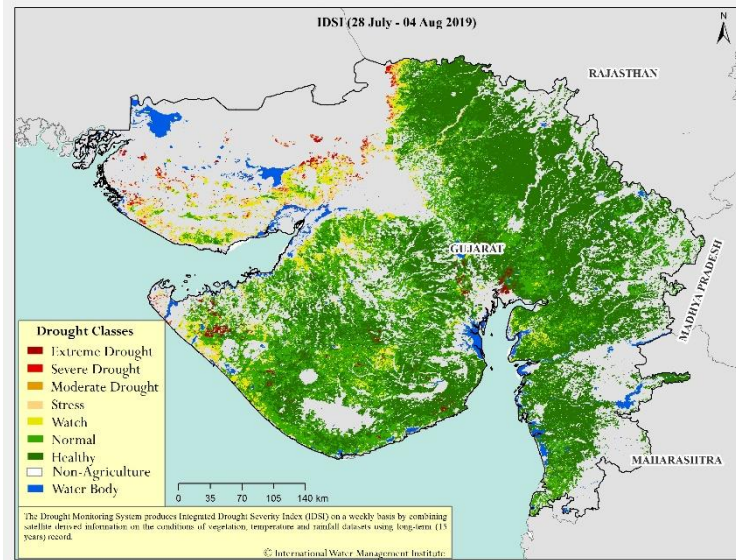 IDSI (28 July - 04 Aug 2019)
N
RAJASTHAN
GUJARAT
MADHYA PRADESH
MAHARASHTRA
Drought Classes
Extreme Drought
Severe Drought
Moderate Drought
Stress
Watch
Normal
Healthy
Non-Agriculture
Water Body
0 35 70 105 140 km
The Drought Monitoring System produces Integrated Drought Severity Index (IDSI) on a weekly basis by combining
satellite derived information on the conditions of vegetation, temperature and rainfall datasets using long-term (15
years) record.
© International Water Management Institute